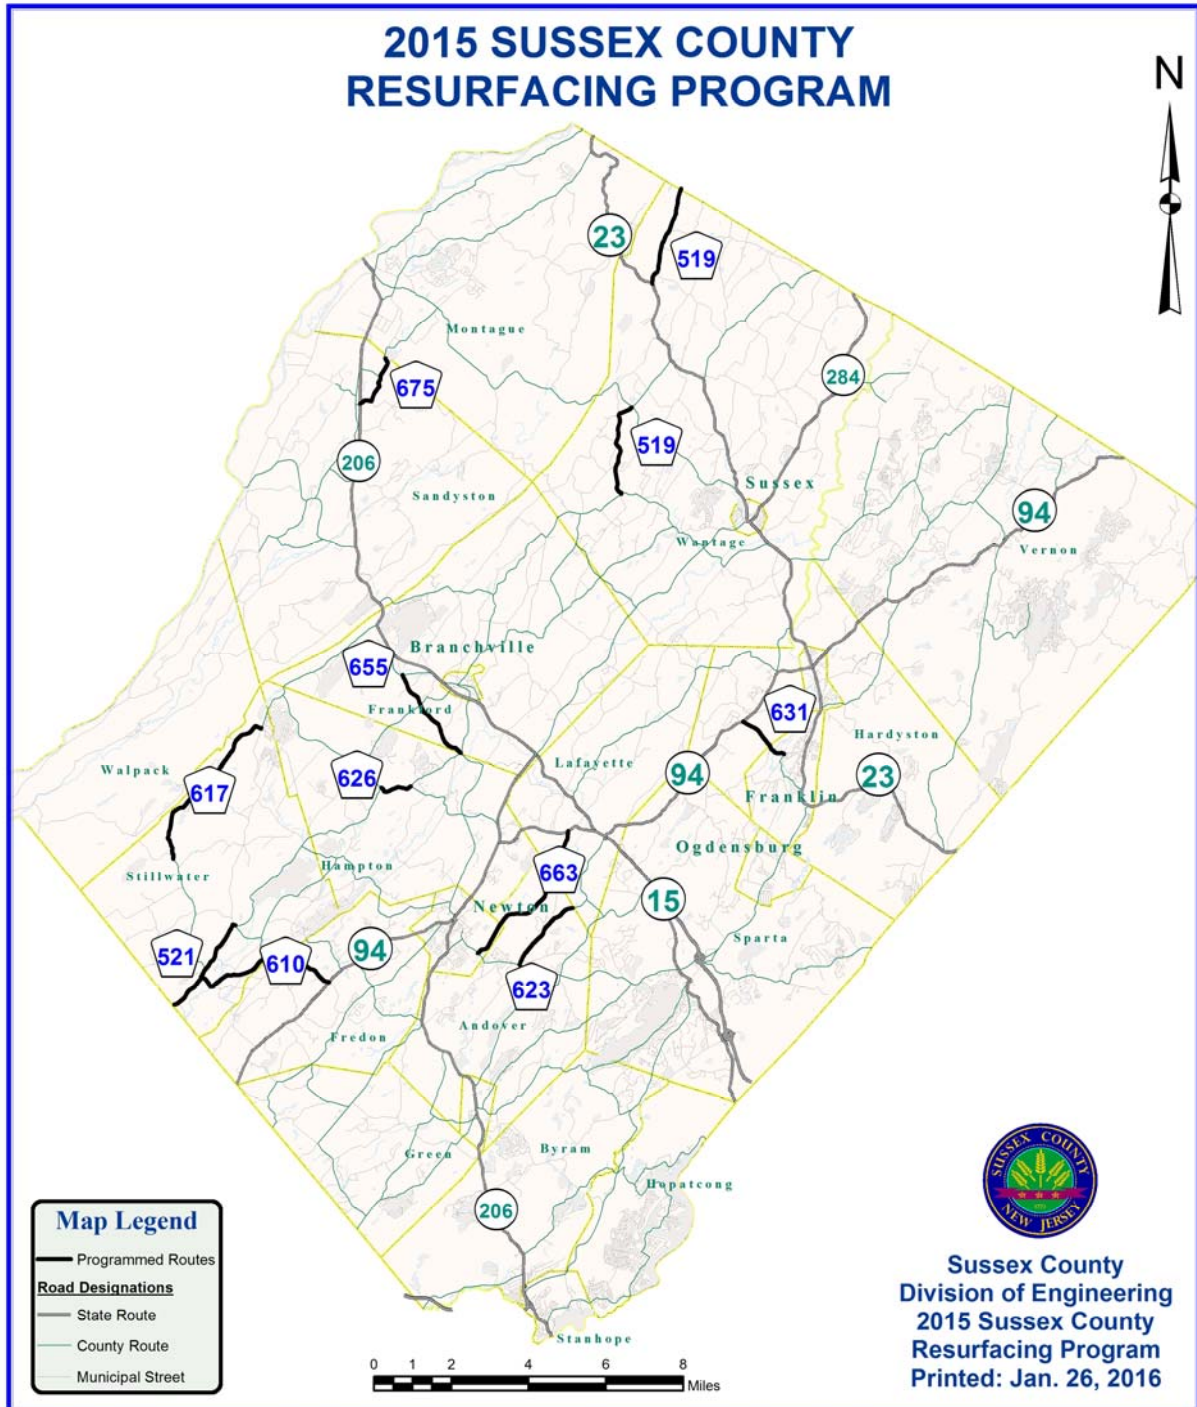 2015 SUSSEX COUNTY
RESURFACING PROGRAM
N
23
519
Montague
284
675
519
206
Sandyston
Sussex
94
Wantage
Vernon
Branchville
655
Frankford
631
Hardyston
Lafayette
Walpack
626
94
23
617
Franklin
Ogdensburg
Hampton
663
Stillwater
15
Newton
Sparta
521
94
610
623
Andover
Fredon
Byram
Green
Hopatcong
206
Stanhope
Map Legend
Programmed Routes
Road Designations
State Route
County Route
Municipal Street
0 1 2 4 6 8
Miles
SUSSEX COUNTY
NEW JERSEY
Sussex County
Division of Engineering
2015 Sussex County
Resurfacing Program
Printed: Jan. 26, 2016